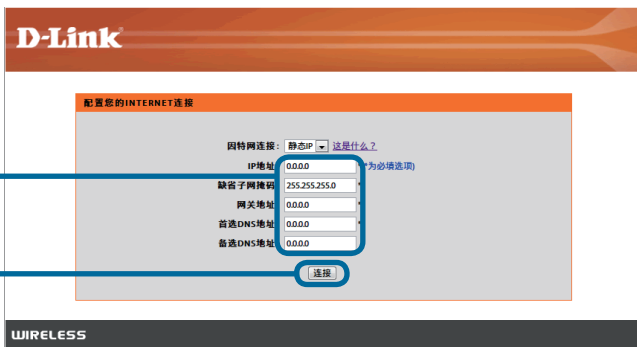 D-Link
配置您的INTERNET连接
因特网连接: 静态IP 这是什么?
IP地址 0.0.0.0 *为必填选项)
缺省子网掩码 255.255.255.0 *
网关地址 0.0.0.0
首选DNS地址 0.0.0.0 *
备选DNS地址 0.0.0.0
连接
WIRELESS